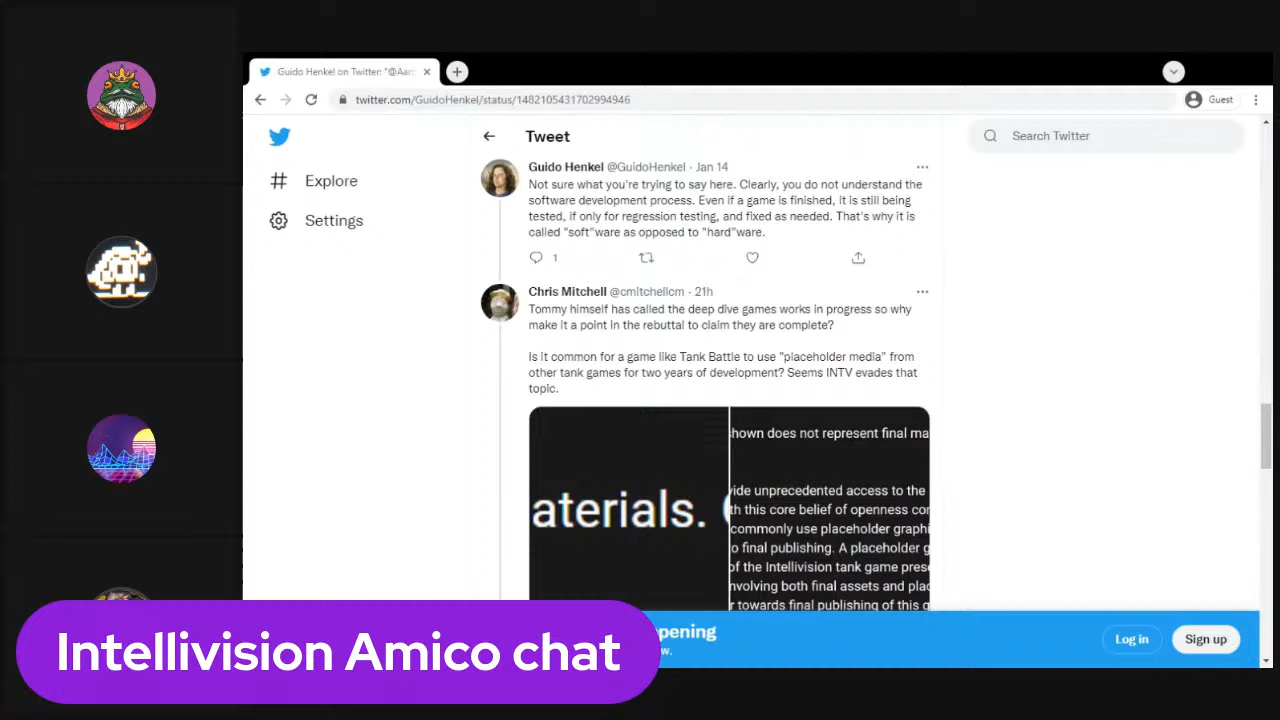 Guido Henkel on Twitter: "@Aar
twitter.com/GuidoHenkel/status/1482105431702994946
Guest
Tweet
Search Twitter
Explore
Settings
Guido Henkel @GuidoHenkel · Jan 14
Not sure what you're trying to say here. Clearly, you do not understand the
software development process. Even if a game is finished, it is still being
tested, if only for regression testing, and fixed as needed. That's why it is
called "soft"ware as opposed to "hard"ware.
1
Chris Mitchell @cmitchellcm · 21h
Tommy himself has called the deep dive games works in progress so why
make it a point in the rebuttal to claim they are complete?
Is it common for a game like Tank Battle to use "placeholder media" from
other tank games for two years of development? Seems INTV evades that
topic.
aterials.
hown does not represent final ma
vide unprecedented access to the
th this core belief of openness con
commonly use placeholder graphi
o final publishing. A placeholder g
of the Intellivision tank game prese
nvolving both final assets and plac
r towards final publishing of this g
pening
w.
Log in
Sign up
Intellivision Amico chat